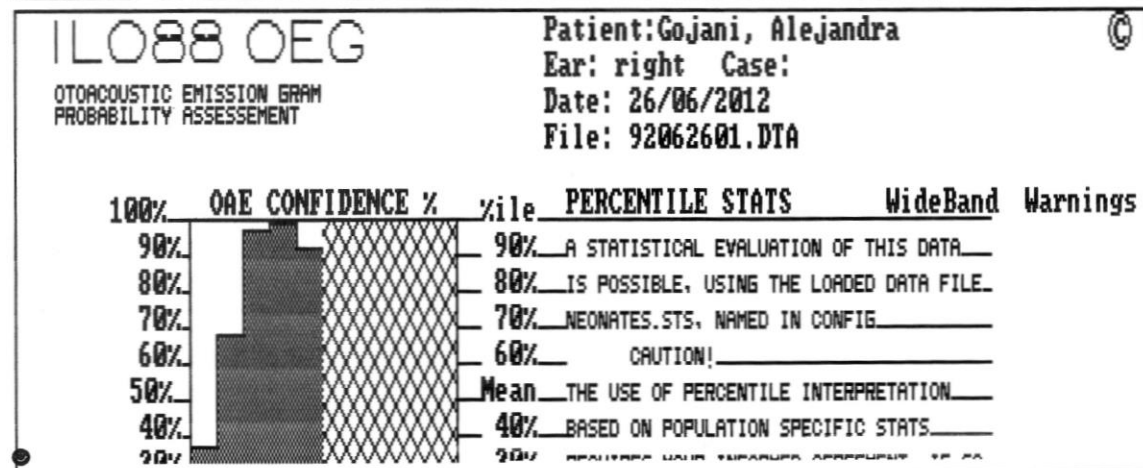 ILO88 OEG
OTOACOUSTIC EMISSION GRAM
PROBABILITY ASSESSEMENT
Patient:Gojani, Alejandra
Ear: right Case:
Date: 26/06/2012
File: 92062601.DTA
©
OAE CONFIDENCE % %ile PERCENTILE STATS WideBand Warnings
100%
90% 90% A STATISTICAL EVALUATION OF THIS DATA
80% 80% IS POSSIBLE, USING THE LOADED DATA FILE
70% 70% NEONATES.STS, NAMED IN CONFIG
60% 60% CAUTION!
50% Mean THE USE OF PERCENTILE INTERPRETATION
40% 40% BASED ON POPULATION SPECIFIC STATS